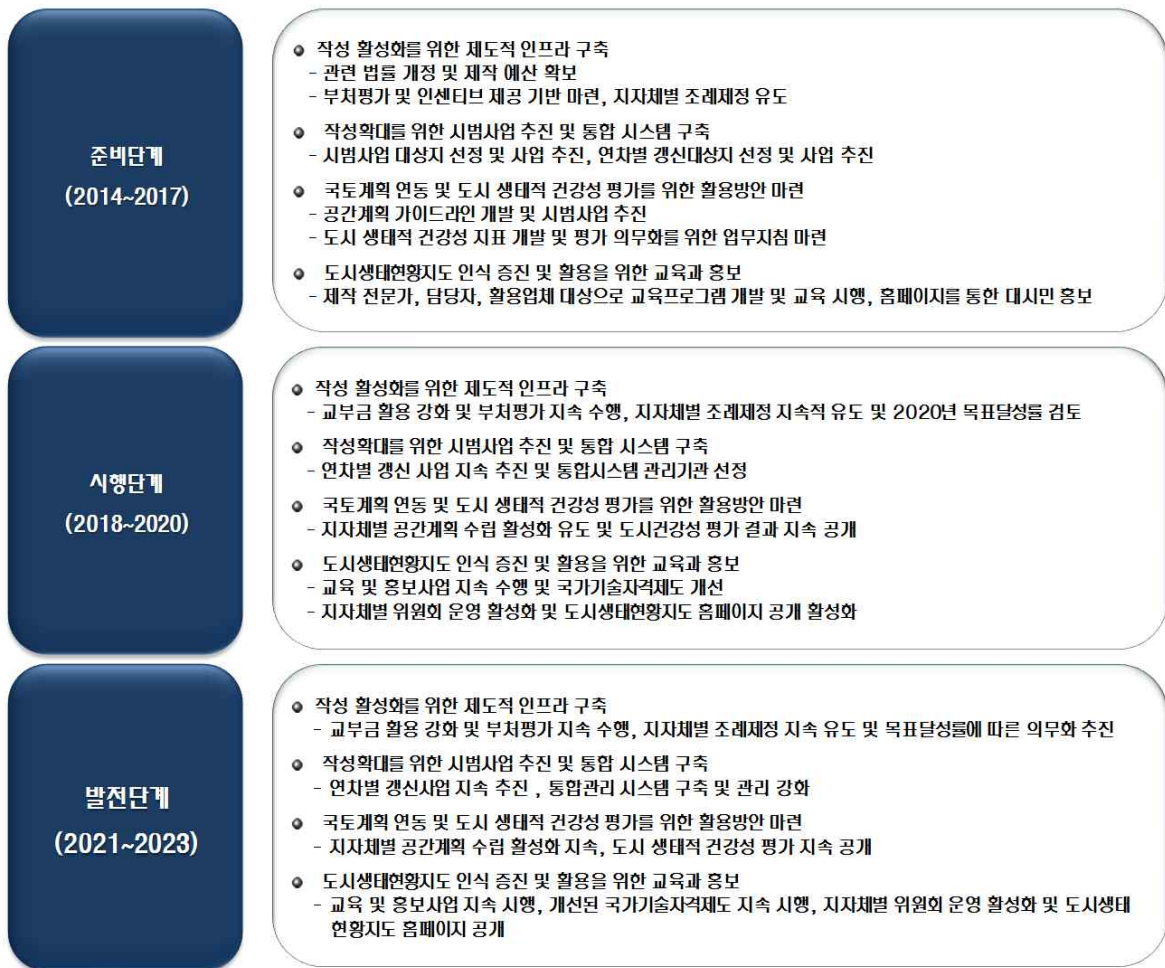 준비단계
(2014~2017)
작성 활성화를 위한 제도적 인프라 구축
- 관련 법률 개정 및 제작 예산 확보
- 부처평가 및 인센티브 제공 기반 마련, 지자체별 조례제정 유도
작성확대를 위한 시범사업 추진 및 통합 시스템 구축
- 시범사업 대상지 선정 및 사업 추진, 연차별 갱신대상지 선정 및 사업 추진
국토계획 연동 및 도시 생태적 건강성 평가를 위한 활용방안 마련
- 공간계획 가이드라인 개발 및 시범사업 추진
- 도시 생태적 건강성 지표 개발 및 평가 의무화를 위한 업무지침 마련
도시생태현황지도 인식 증진 및 활용을 위한 교육과 홍보
- 제작 전문가, 담당자, 활용업체 대상으로 교육프로그램 개발 및 교육 시행, 홈페이지를 통한 대시민 홍보
시행단계
(2018~2020)
작성 활성화를 위한 제도적 인프라 구축
- 교부금 활용 강화 및 부처평가 지속 수행, 지자체별 조례제정 지속적 유도 및 2020년 목표달성률 검토
작성확대를 위한 시범사업 추진 및 통합 시스템 구축
- 연차별 갱신 사업 지속 추진 및 통합시스템 관리기관 선정
국토계획 연동 및 도시 생태적 건강성 평가를 위한 활용방안 마련
- 지자체별 공간계획 수립 활성화 유도 및 도시건강성 평가 결과 지속 공개
도시생태현황지도 인식 증진 및 활용을 위한 교육과 홍보
- 교육 및 홍보사업 지속 수행 및 국가기술자격제도 개선
- 지자체별 위원회 운영 활성화 및 도시생태현황지도 홈페이지 공개 활성화
발전단계
(2021~2023)
작성 활성화를 위한 제도적 인프라 구축
- 교부금 활용 강화 및 부처평가 지속 수행, 지자체별 조례제정 지속 유도 및 목표달성률에 따른 의무화 추진
작성확대를 위한 시범사업 추진 및 통합 시스템 구축
- 연차별 갱신사업 지속 추진 , 통합관리 시스템 구축 및 관리 강화
국토계획 연동 및 도시 생태적 건강성 평가를 위한 활용방안 마련
- 지자체별 공간계획 수립 활성화 지속, 도시 생태적 건강성 평가 지속 공개
도시생태현황지도 인식 증진 및 활용을 위한 교육과 홍보
- 교육 및 홍보사업 지속 시행, 개선된 국가기술자격제도 지속 시행, 지자체별 위원회 운영 활성화 및 도시생태
현황지도 홈페이지 공개